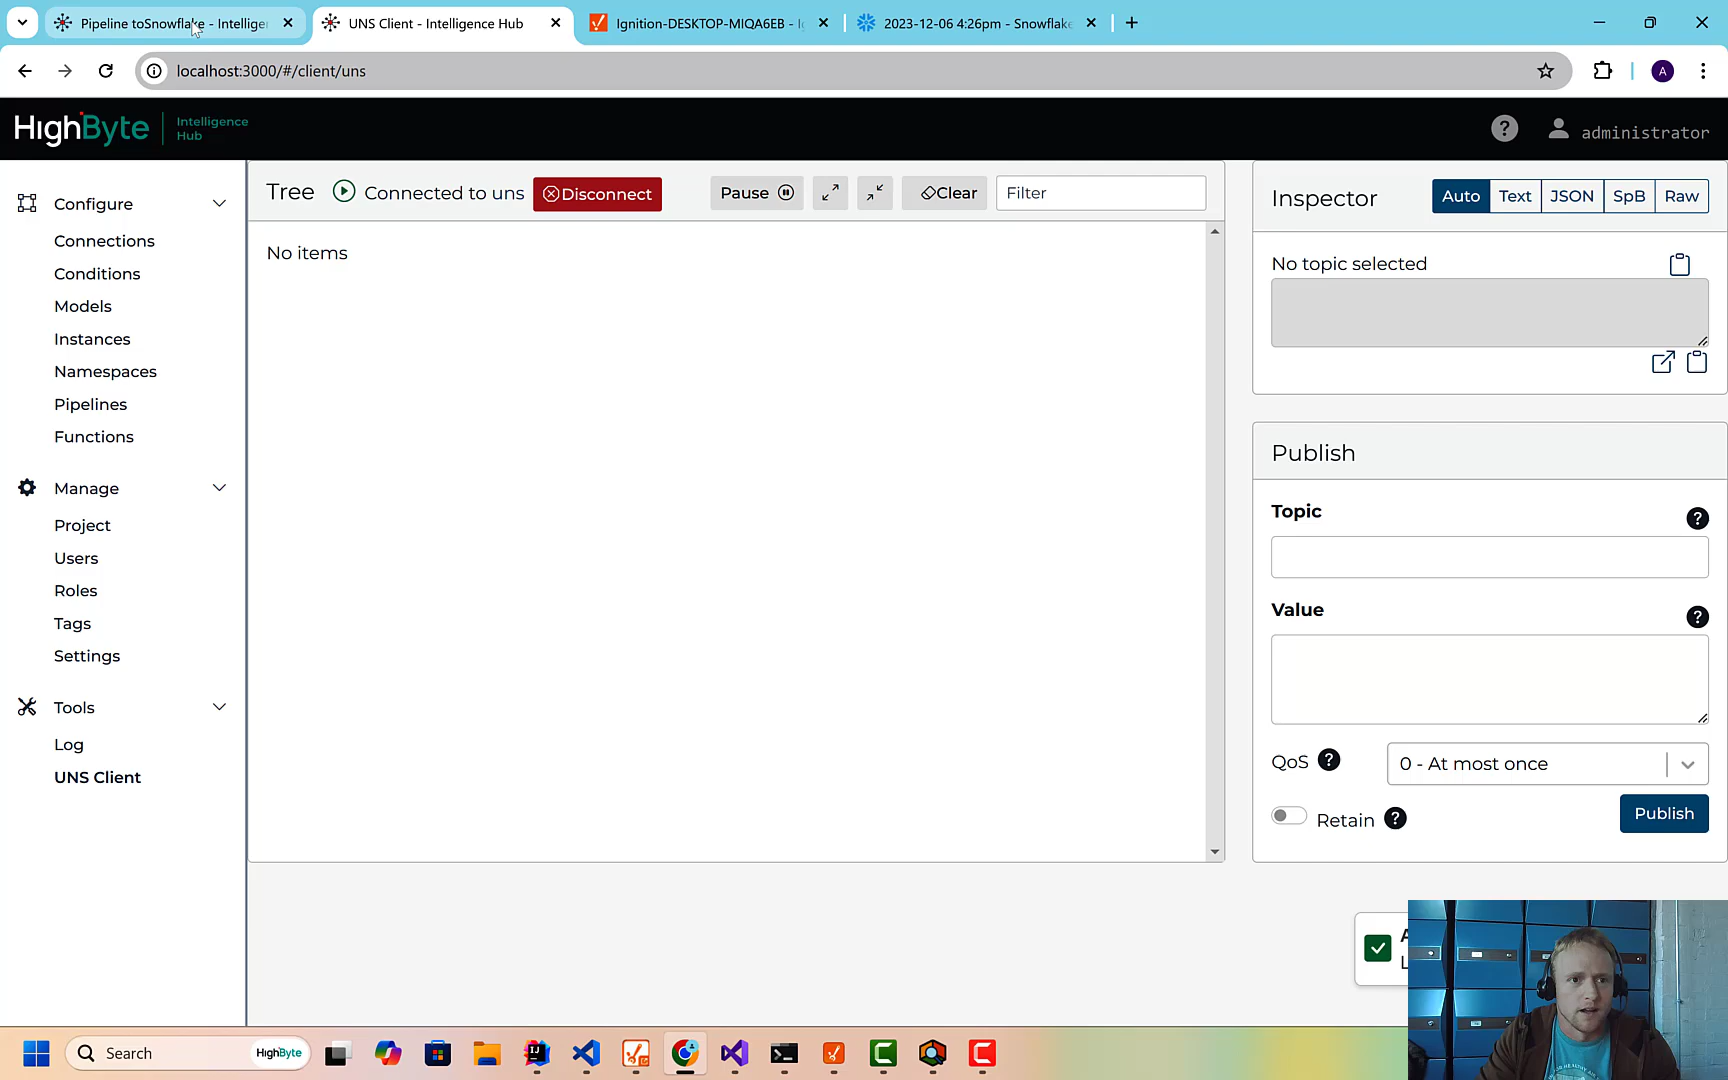 Pipeline toSnowflake - Intellige
UNS Client - Intelligence Hub
Ignition-DESKTOP-MIQA6EB - I
2023-12-06 4:26pm - Snowflake
localhost:3000/#/client/uns
A
HighByte
Intelligence
Hub
administrator
Configure
Connections
Conditions
Models
Instances
Namespaces
Pipelines
Functions
Manage
Project
Users
Roles
Tags
Settings
Tools
Log
UNS Client
Tree
Connected to uns
Disconnect
Pause
Clear
Filter
No items
Inspector
Auto
Text
JSON
SpB
Raw
No topic selected
Publish
Topic
Value
QoS
0 - At most once
Retain
Publish
Search
HighByte